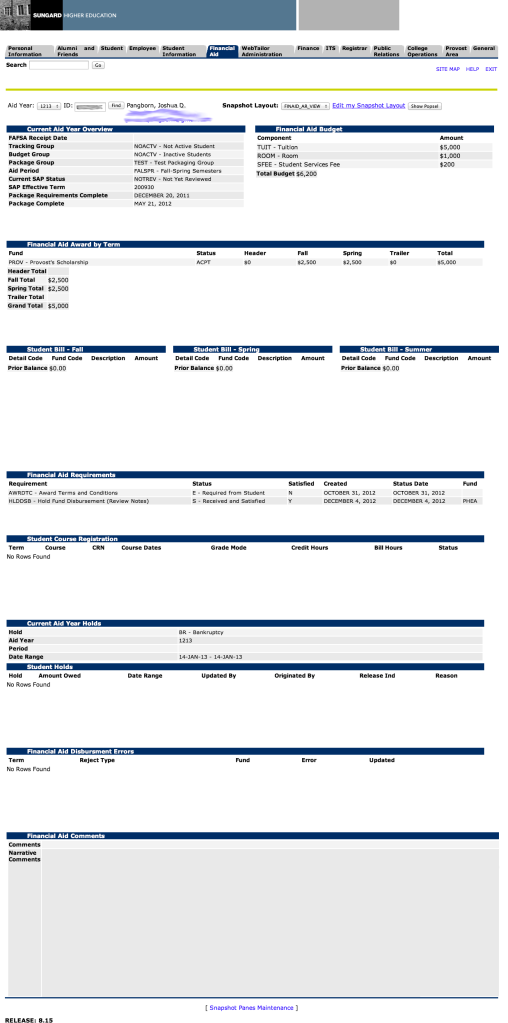 SUNGARD HIGHER EDUCATION
Personal Information Alumni and Friends Student Employee Student Information Financial Aid WebTailor Administration Finance ITS Registrar Public Relations College Operations Provost Area General
Search Go
SITE MAP HELP EXIT
Aid Year: 1213 ID: Find Pangborn, Joshua Q. Snapshot Layout: FINAID_AR_VIEW Edit my Snapshot Layout Show Popsel
Current Aid Year Overview
FAFSA Receipt Date
Tracking Group NOACTV - Not Active Student
Budget Group NOACTV - Inactive Students
Package Group TEST - Test Packaging Group
Aid Period FALSPR - Fall-Spring Semesters
Current SAP Status NOTREV - Not Yet Reviewed
SAP Effective Term 200930
Package Requirements Complete DECEMBER 20, 2011
Package Complete MAY 21, 2012
Financial Aid Budget
Component Amount
TUIT - Tuition $5,000
ROOM - Room $1,000
SFEE - Student Services Fee $200
Total Budget $6,200
Financial Aid Award by Term
Fund Status Header Fall Spring Trailer Total
PROV - Provost's Scholarship ACPT $0 $2,500 $2,500 $0 $5,000
Header Total
Fall Total $2,500
Spring Total $2,500
Trailer Total
Grand Total $5,000
Student Bill - Fall
Detail Code Fund Code Description Amount
Prior Balance $0.00
Student Bill - Spring
Detail Code Fund Code Description Amount
Prior Balance $0.00
Student Bill - Summer
Detail Code Fund Code Description Amount
Prior Balance $0.00
Financial Aid Requirements
Requirement Status Satisfied Created Status Date Fund
AWRDTC - Award Terms and Conditions E - Required from Student N OCTOBER 31, 2012 OCTOBER 31, 2012
HLDDSB - Hold Fund Disbursement (Review Notes) S - Received and Satisfied Y DECEMBER 4, 2012 DECEMBER 4, 2012 PHEA
Student Course Registration
Term Course CRN Course Dates Grade Mode Credit Hours Bill Hours Status
No Rows Found
Current Aid Year Holds
Hold BR - Bankruptcy
Aid Year 1213
Period
Date Range 14-JAN-13 - 14-JAN-13
Student Holds
Hold Amount Owed Date Range Updated By Originated By Release Ind Reason
No Rows Found
Financial Aid Disbursment Errors
Term Reject Type Fund Error Updated
No Rows Found
Financial Aid Comments
Comments
Narrative Comments
[ Snapshot Panes Maintenance ]
RELEASE: 8.15